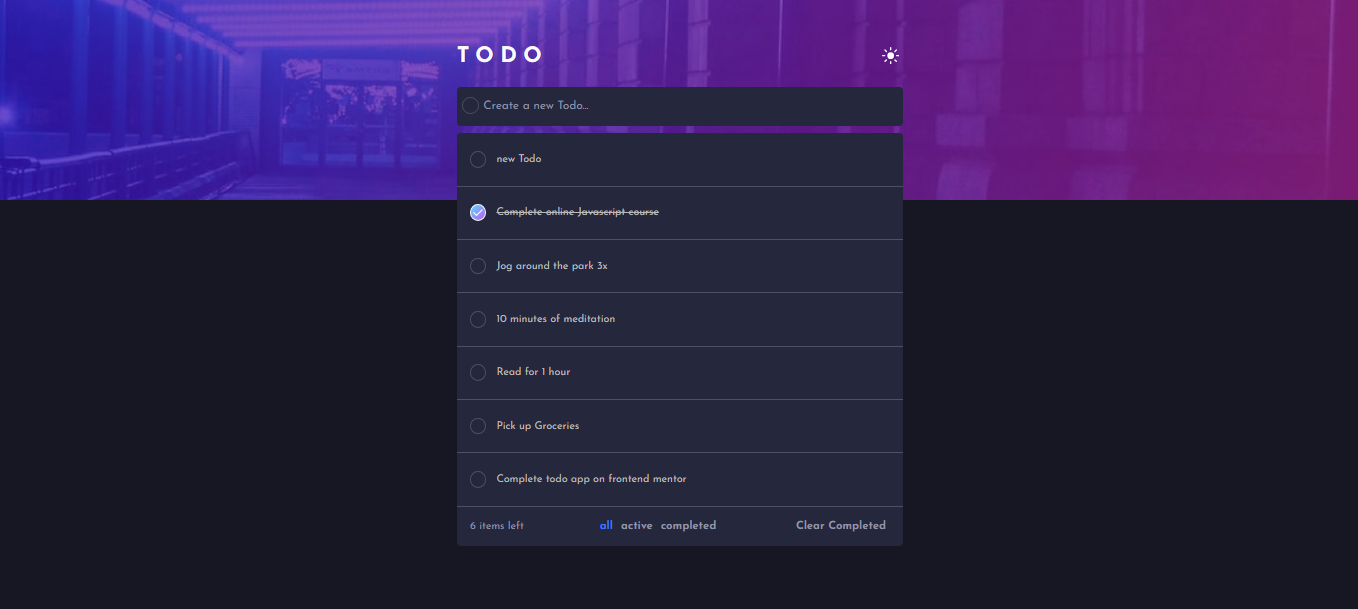 TODO
Create a new Todo...
new Todo
Complete online Javascript course
Jog around the park 3x
10 minutes of meditation
Read for 1 hour
Pick up Groceries
Complete todo app on frontend mentor
6 items left all active completed Clear Completed